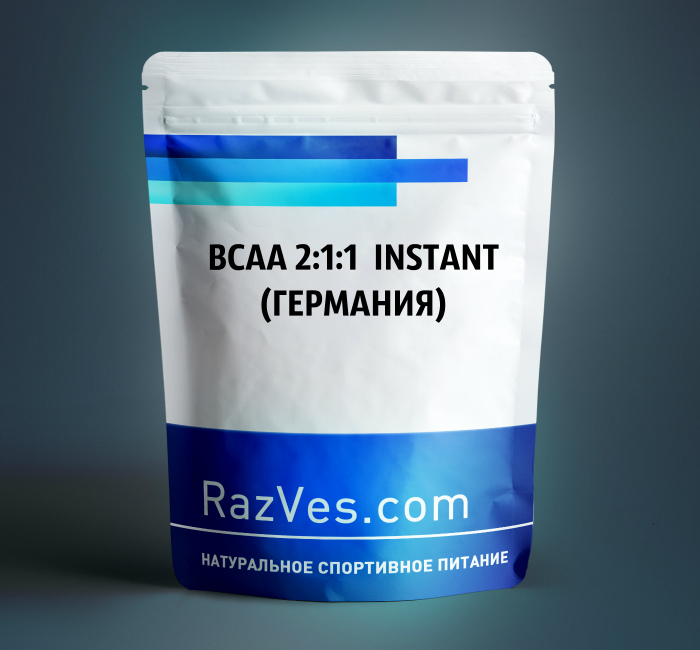 BCAA 2:1:1 INSTANT
(ГЕРМАНИЯ)
RazVes.com
НАТУРАЛЬНОЕ СПОРТИВНОЕ ПИТАНИЕ